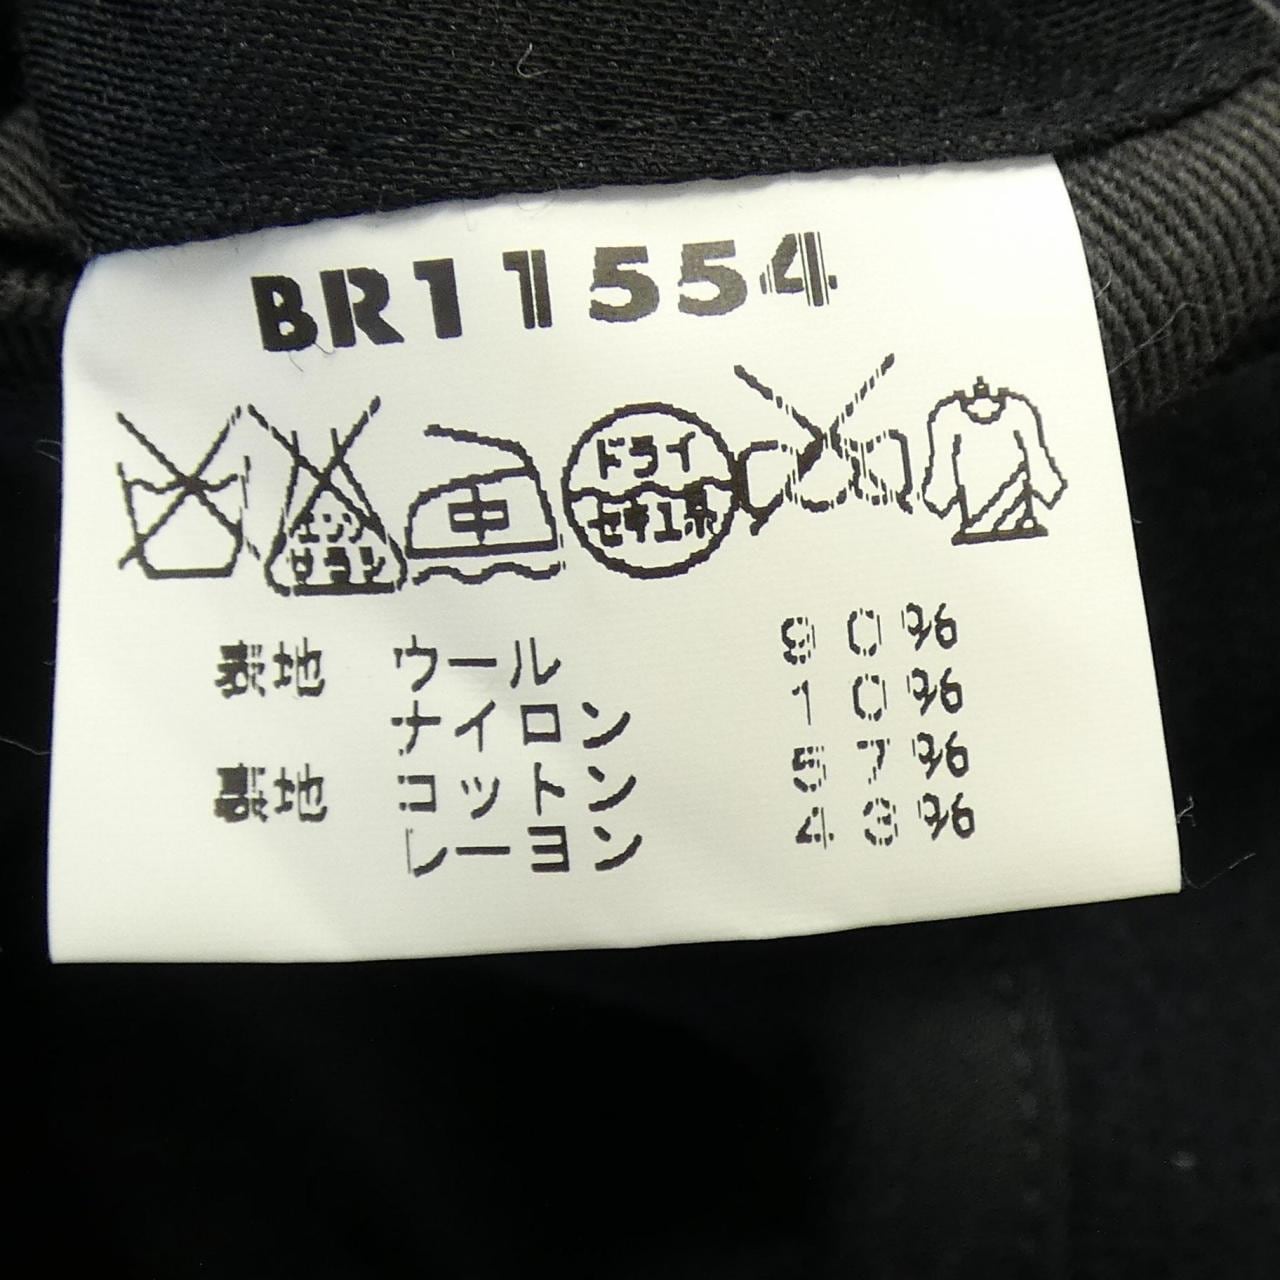 BR11554
エンソ サラシ 中 ドライ セキユ系
表地 ウール 90%
ナイロン 10%
裏地 コットン 57%
レーヨン 43%